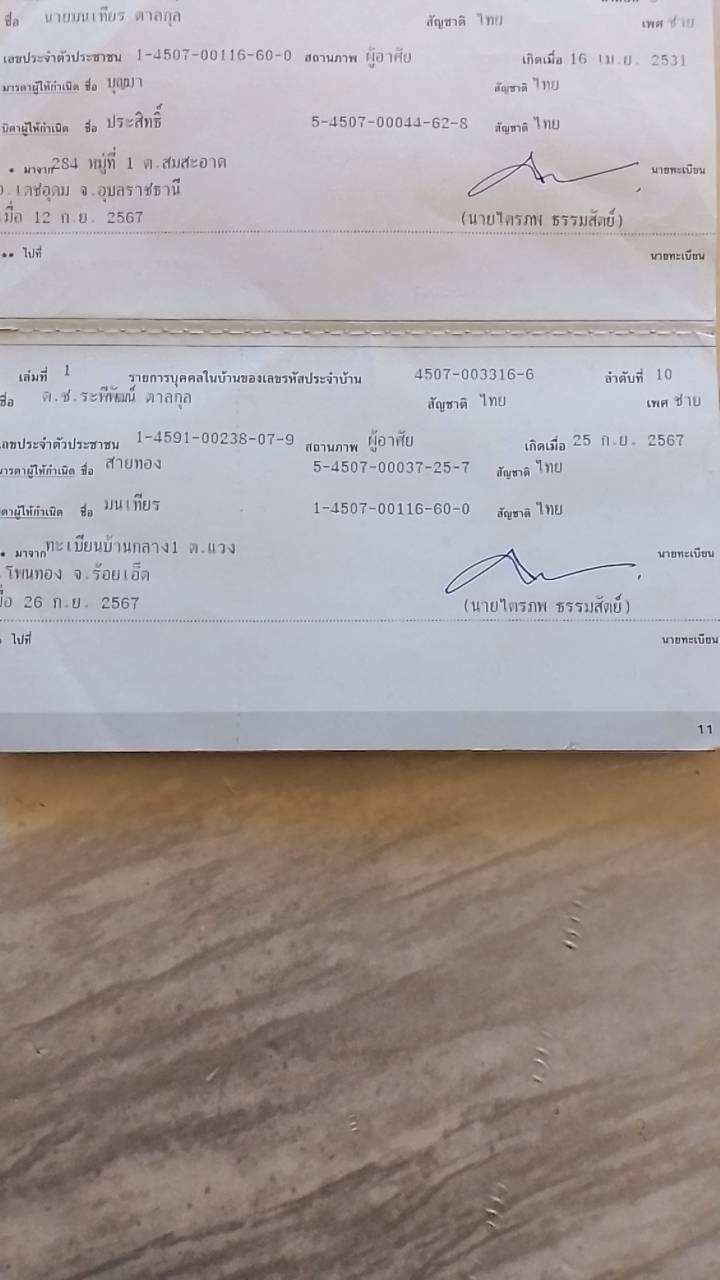 ชื่อ นายมนเทียร ตาลกุล สัญชาติ ไทย เพศ ชาย
เลขประจำตัวประชาชน 1-4507-00116-60-0 สถานภาพ ผู้อาศัย เกิดเมื่อ 16 เม.ย. 2531
มารดาผู้ให้กำเนิด ชื่อ บุญมา สัญชาติ ไทย
บิดาผู้ให้กำเนิด ชื่อ ประสิทธิ์ 5-4507-00044-62-8 สัญชาติ ไทย
* มาจาก 284 หมู่ที่ 1 ต.สมสะอาด นายทะเบียน
อ.เดชอุดม จ.อุบลราชธานี
เมื่อ 12 ก.ย. 2567 (นายไตรภพ ธรรมสัตย์)
** ไปที่ นายทะเบียน
เล่มที่ 1 รายการบุคคลในบ้านของเลขรหัสประจำบ้าน 4507-003316-6 ลำดับที่ 10
ชื่อ ด.ช.ระพีพัฒน์ ตาลกุล สัญชาติ ไทย เพศ ชาย
เลขประจำตัวประชาชน 1-4591-00238-07-9 สถานภาพ ผู้อาศัย เกิดเมื่อ 25 ก.ย. 2567
มารดาผู้ให้กำเนิด ชื่อ สายทอง 5-4507-00037-25-7 สัญชาติ ไทย
บิดาผู้ให้กำเนิด ชื่อ มนเทียร 1-4507-00116-60-0 สัญชาติ ไทย
* มาจาก ทะเบียนบ้านกลาง1 ต.แวง นายทะเบียน
.โพนทอง จ.ร้อยเอ็ด
เมื่อ 26 ก.ย. 2567 (นายไตรภพ ธรรมสัตย์)
ไปที่ นายทะเบียน
11